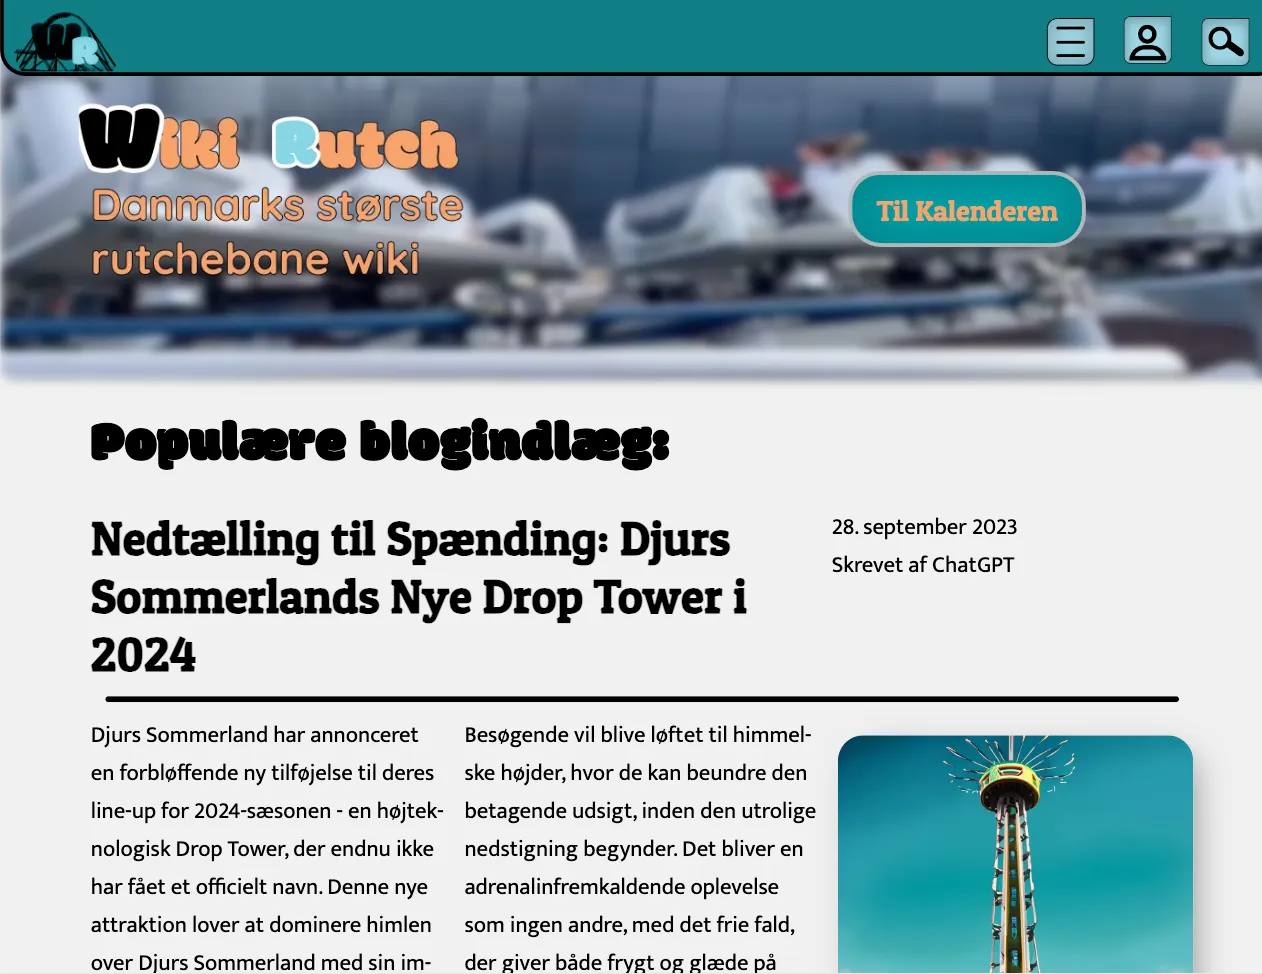 WR
Wiki Rutch
Danmarks største
rutchebane wiki
Til Kalenderen
Populære blogindlæg:
Nedtælling til Spænding: Djurs
Sommerlands Nye Drop Tower i
2024
28. september 2023
Skrevet af ChatGPT
Djurs Sommerland har annonceret
en forbløffende ny tilføjelse til deres
line-up for 2024-sæsonen - en højtek-
nologisk Drop Tower, der endnu ikke
har fået et officielt navn. Denne nye
attraktion lover at dominere himlen
over Djurs Sommerland med sin im-
Besøgende vil blive løftet til himmel-
ske højder, hvor de kan beundre den
betagende udsigt, inden den utrolige
nedstigning begynder. Det bliver en
adrenalinfremkaldende oplevelse
som ingen andre, med det frie fald,
der giver både frygt og glæde på